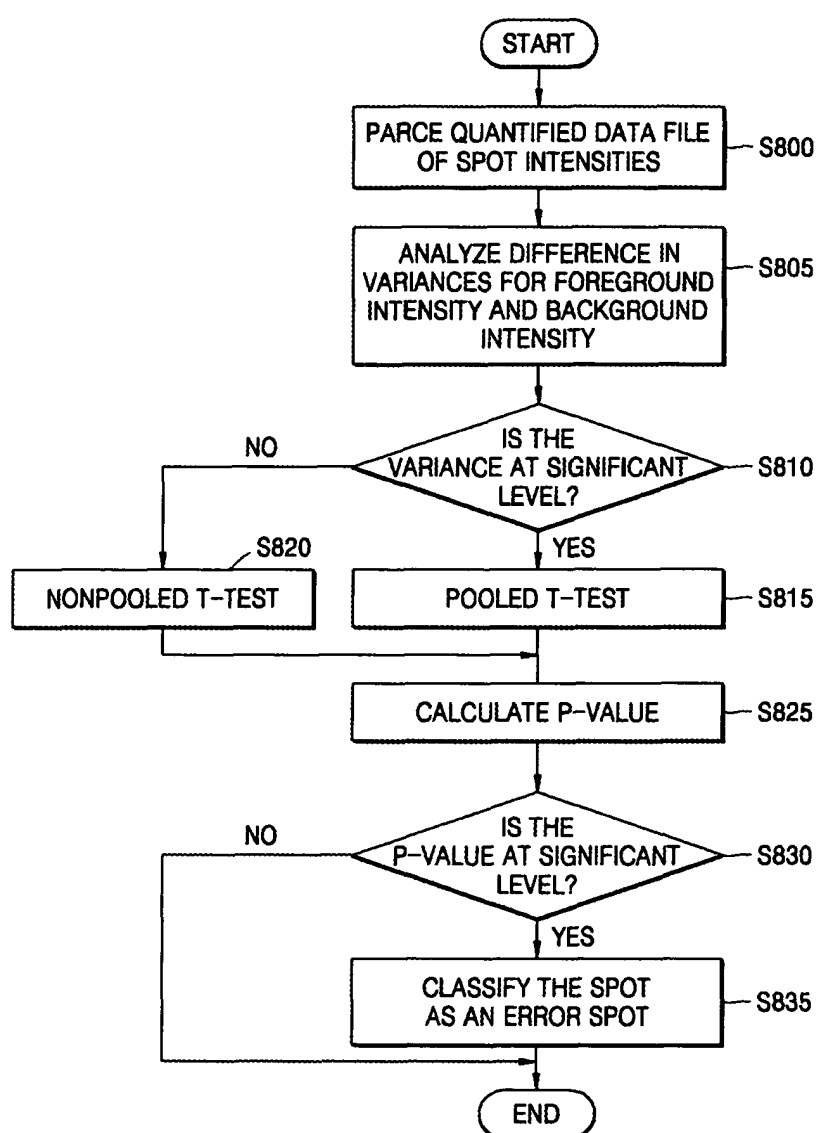 START
PARCE QUANTIFIED DATA FILE
OF SPOT INTENSITIES
S800
ANALYZE DIFFERENCE IN
VARIANCES FOR FOREGROUND
INTENSITY AND BACKGROUND
INTENSITY
S805
IS THE
VARIANCE AT SIGNIFICANT
LEVEL?
S810
NO
YES
S820
NONPOOLED T-TEST
POOLED T-TEST
S815
CALCULATE P-VALUE
S825
IS THE
P-VALUE AT SIGNIFICANT
LEVEL?
S830
NO
YES
CLASSIFY THE SPOT
AS AN ERROR SPOT
S835
END